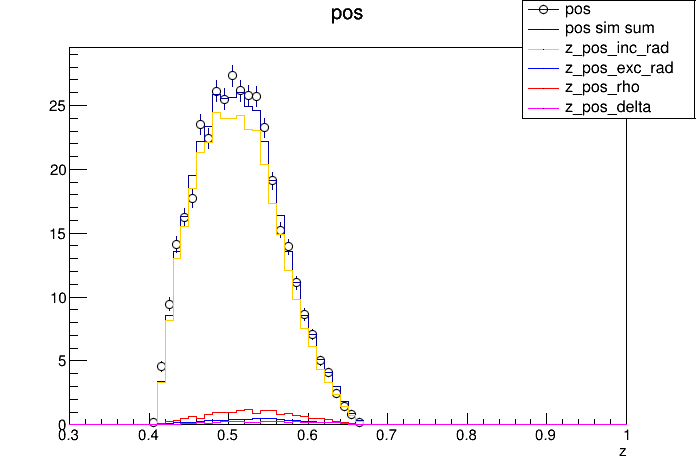 pos
pos
pos sim sum
z_pos_inc_rad
z_pos_exc_rad
z_pos_rho
z_pos_delta
25
20
15
10
5
0
0.3 0.4 0.5 0.6 0.7 0.8 0.9 1
z